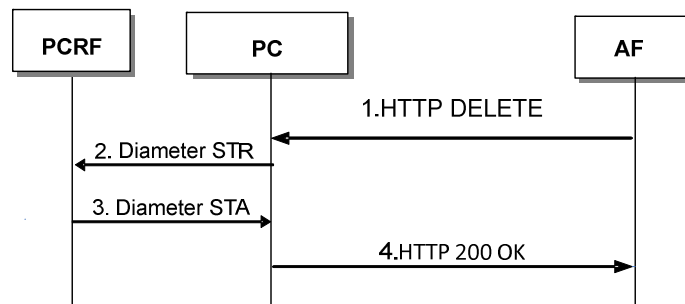 PCRF
PC
AF
1.HTTP DELETE
2. Diameter STR
3. Diameter STA
4.HTTP 200 OK